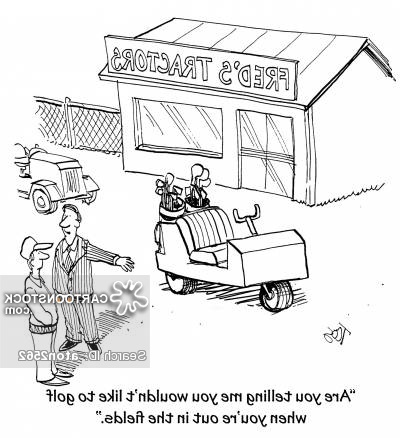 FRED'S TRACTORS
CARTOONSTOCK
.com
Search ID: aton2562
"Are you telling me you wouldn't like to golf
when you're out in the fields."